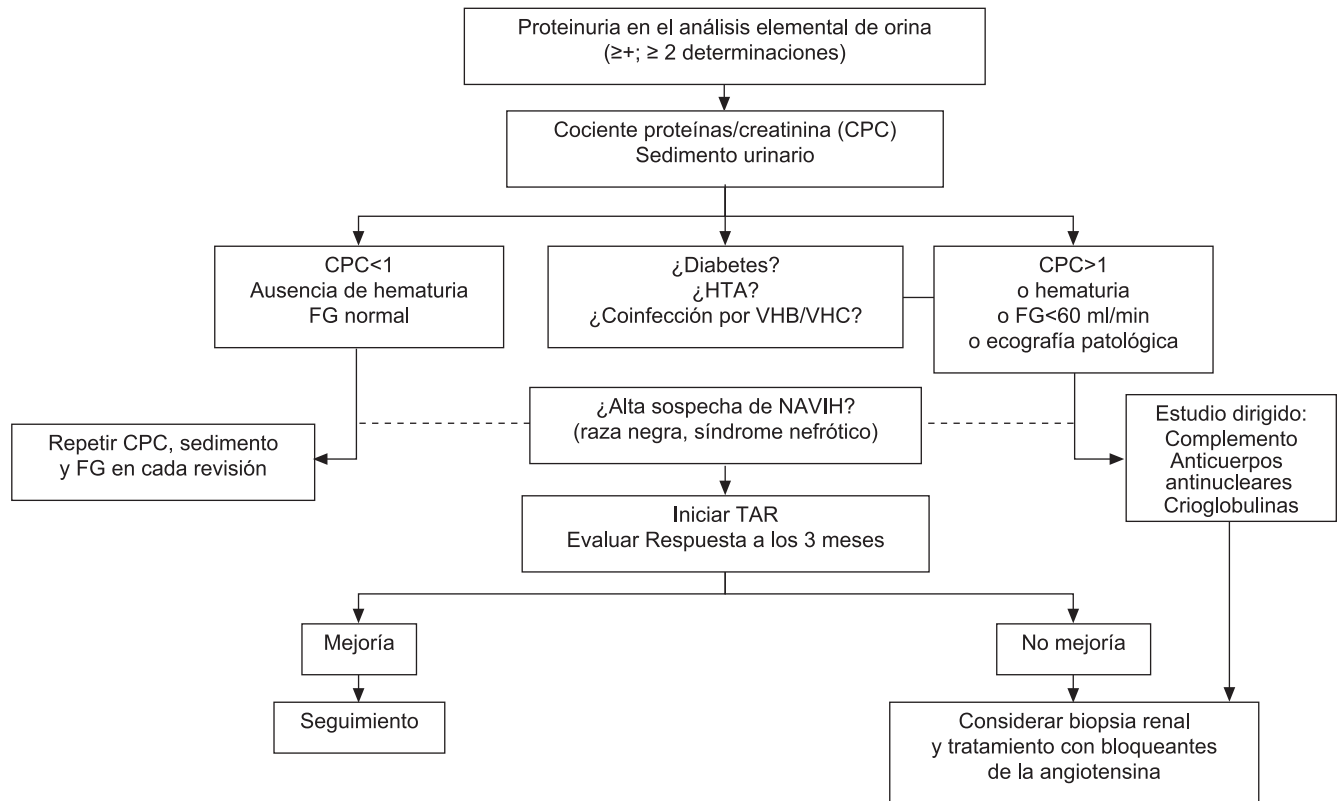 Proteinuria en el análisis elemental de orina
(≥+; ≥ 2 determinaciones)
Cociente proteínas/creatinina (CPC)
Sedimento urinario
CPC<1
Ausencia de hematuria
FG normal
¿Diabetes?
¿HTA?
¿Coinfección por VHB/VHC?
CPC>1
o hematuria
o FG<60 ml/min
o ecografía patológica
¿Alta sospecha de NAVIH?
(raza negra, síndrome nefrótico)
Repetir CPC, sedimento
y FG en cada revisión
Estudio dirigido:
Complemento
Anticuerpos
antinucleares
Crioglobulinas
Iniciar TAR
Evaluar Respuesta a los 3 meses
Mejoría
No mejoría
Seguimiento
Considerar biopsia renal
y tratamiento con bloqueantes
de la angiotensina